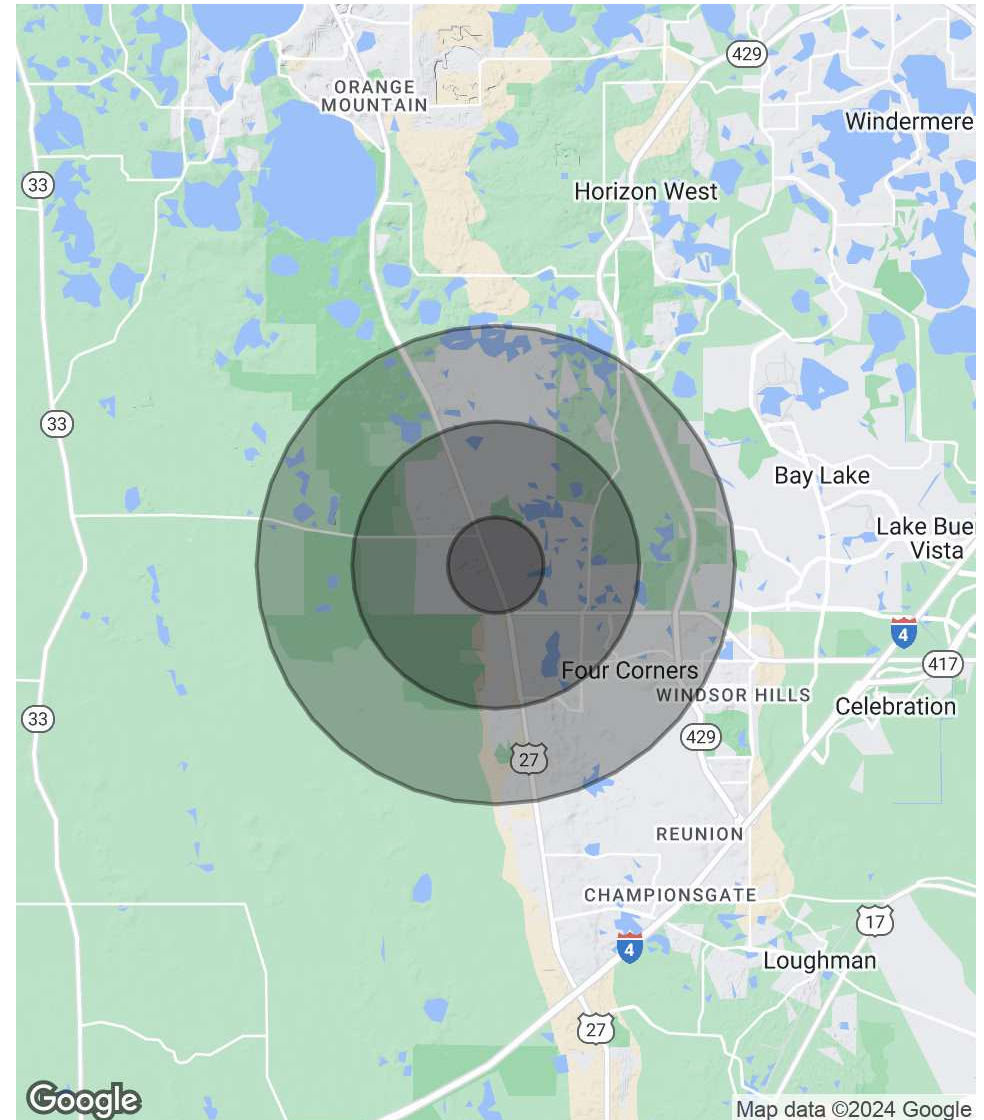 429
ORANGE
MOUNTAIN
Windermere
33
Horizon West
33
Bay Lake
Lake Bue
Vista
4
Four Corners
417
WINDSOR HILLS
Celebration
33
429
27
REUNION
CHAMPIONSGATE
17
4
Loughman
27
Google
Map data ©2024 Google